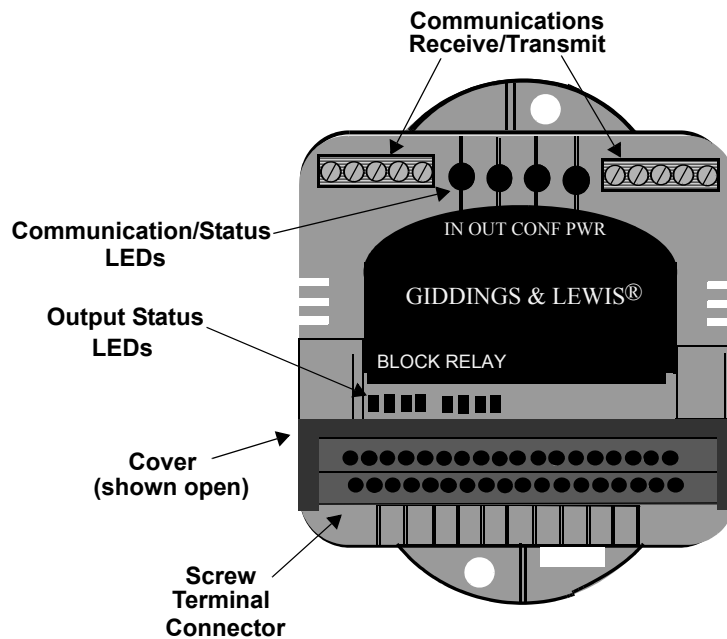 Communications
Receive/Transmit
Communication/Status
LEDs
IN OUT CONF PWR
GIDDINGS & LEWIS®
Output Status
LEDs
BLOCK RELAY
Cover
(shown open)
Screw
Terminal
Connector